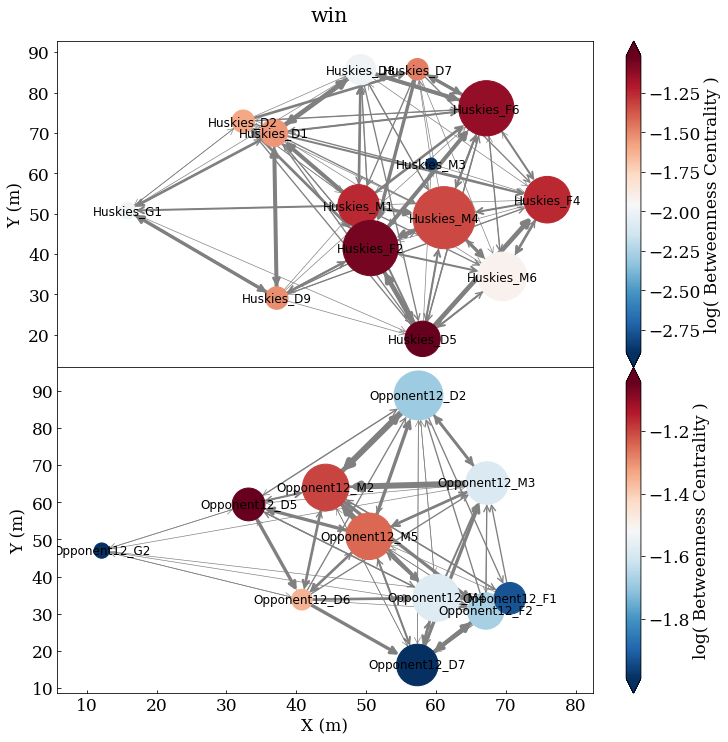 win
90
80
70
60
50
40
30
20
Y (m)
Huskies_D8
Huskies_D7
Huskies_F6
Huskies_D2
Huskies_D1
Huskies_M3
Huskies_G1
Huskies_M1
Huskies_M4
Huskies_F4
Huskies_F2
Huskies_M6
Huskies_D9
Huskies_D5
−1.25
−1.50
−1.75
−2.00
−2.25
−2.50
−2.75
log( Betweenness Centrality )
90
80
70
60
50
40
30
20
10
Y (m)
Opponent12_D2
Opponent12_M2
Opponent12_M3
Opponent12_D5
Opponent12_M5
Opponent12_G2
Opponent12_D6
Opponent12_M4
Opponent12_F1
Opponent12_F2
Opponent12_D7
10 20 30 40 50 60 70 80
X (m)
−1.2
−1.4
−1.6
−1.8
log( Betweenness Centrality )